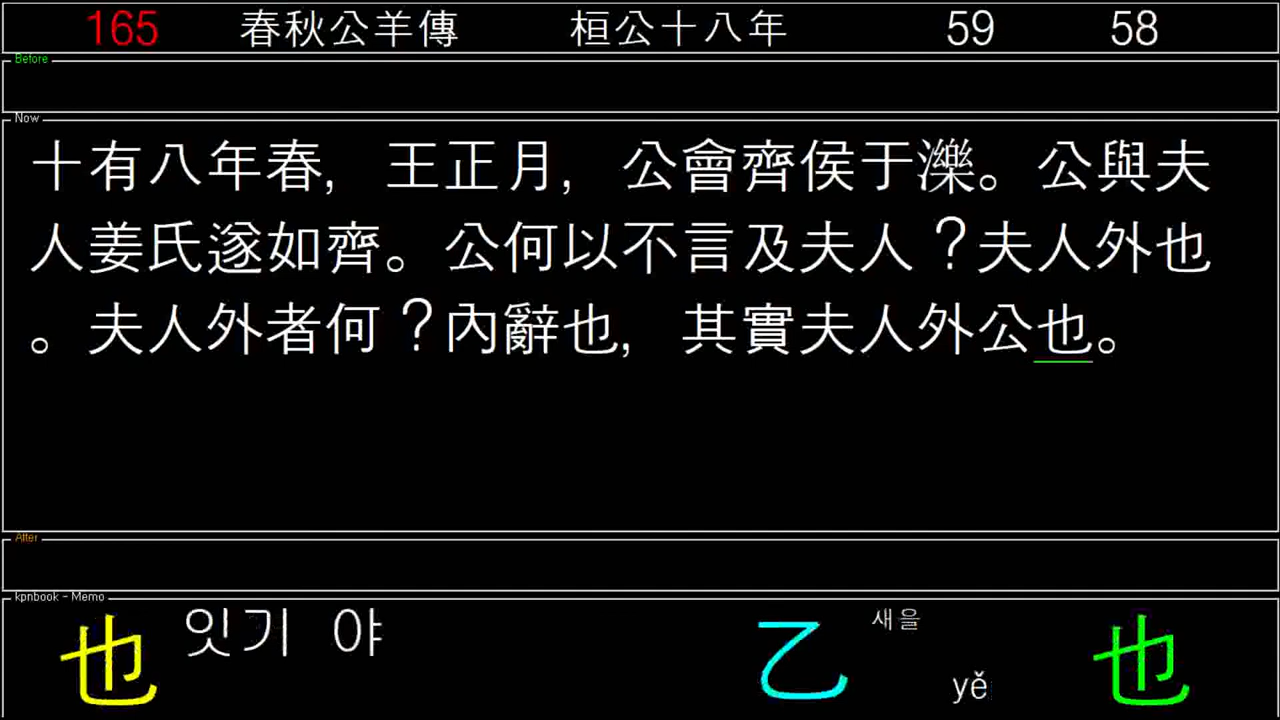 165 春秋公羊傳 桓公十八年 59 58
Before
Now
十有八年春, 王正月, 公會齊侯于濼。公與夫
人姜氏遂如齊。公何以不言及夫人？夫人外也
。夫人外者何？內辭也, 其實夫人外公也。
After
kpnbook - Memo
也 잇기 야 乙 새을 yě 也